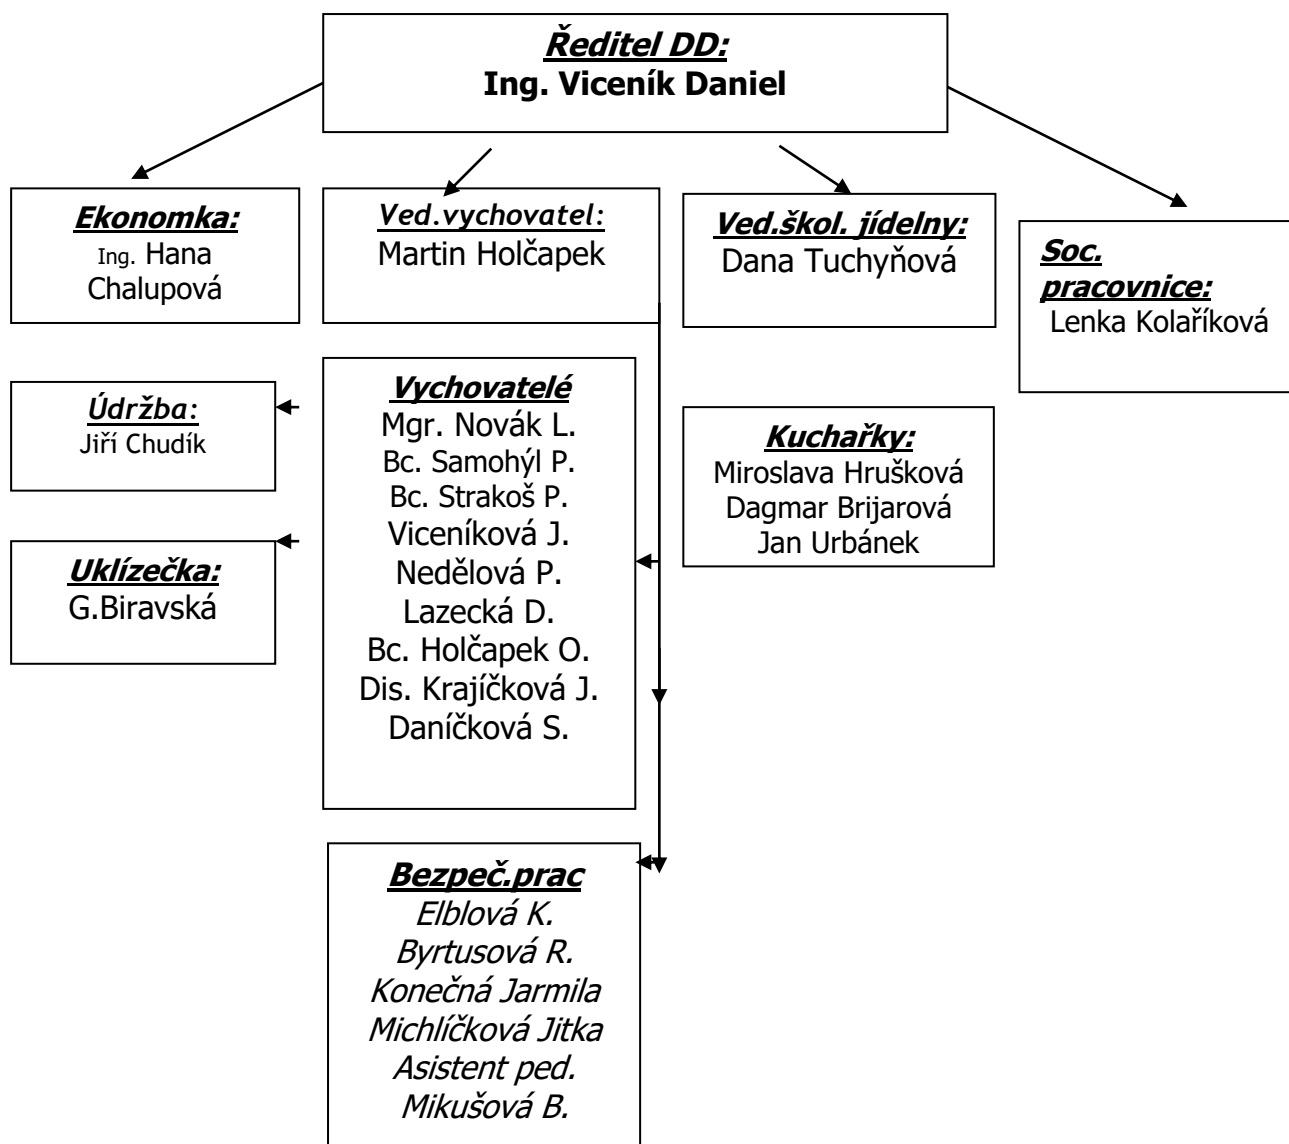 Ředitel DD:
Ing. Viceník Daniel
Ekonomka:
Ing. Hana
Chalupová
Ved.vychovatel:
Martin Holčapek
Ved.škol. jídelny:
Dana Tuchyňová
Soc.
pracovnice:
Lenka Kolaříková
Údržba:
Jiří Chudík
Uklízečka:
G.Biravská
Vychovatelé
Mgr. Novák L.
Bc. Samohýl P.
Bc. Strakoš P.
Viceníková J.
Nedělová P.
Lazecká D.
Bc. Holčapek O.
Dis. Krajíčková J.
Daníčková S.
Kuchařky:
Miroslava Hrušková
Dagmar Brijarová
Jan Urbánek
Bezpeč.prac
Elblová K.
Byrtusová R.
Konečná Jarmila
Michlíčková Jitka
Asistent ped.
Mikušová B.